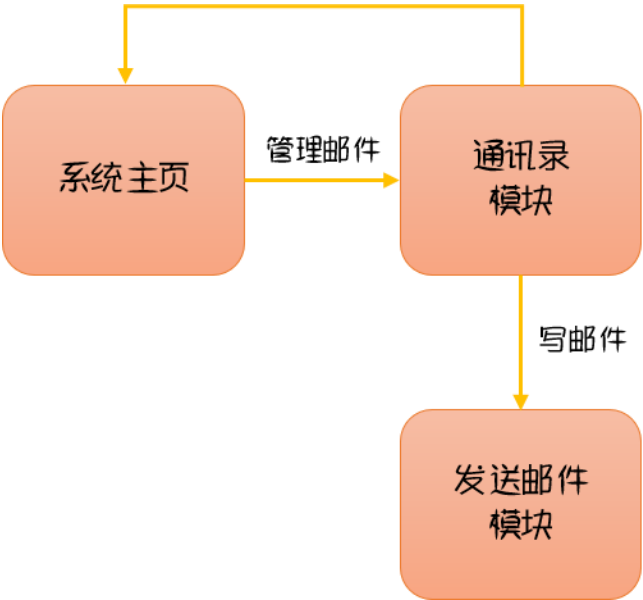 系统主页
管理邮件
通讯录
模块
写邮件
发送邮件
模块